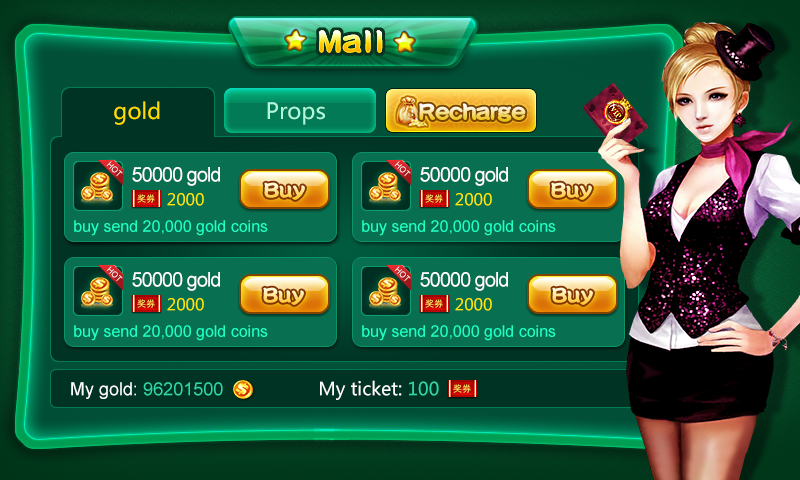 Mall
gold
Props
Recharge
HOT
50000 gold
奖券 2000
Buy
buy send 20,000 gold coins
HOT
50000 gold
奖券 2000
Buy
buy send 20,000 gold coins
HOT
50000 gold
奖券 2000
Buy
buy send 20,000 gold coins
HOT
50000 gold
奖券 2000
Buy
buy send 20,000 gold coins
My gold: 96201500
My ticket: 100 奖券